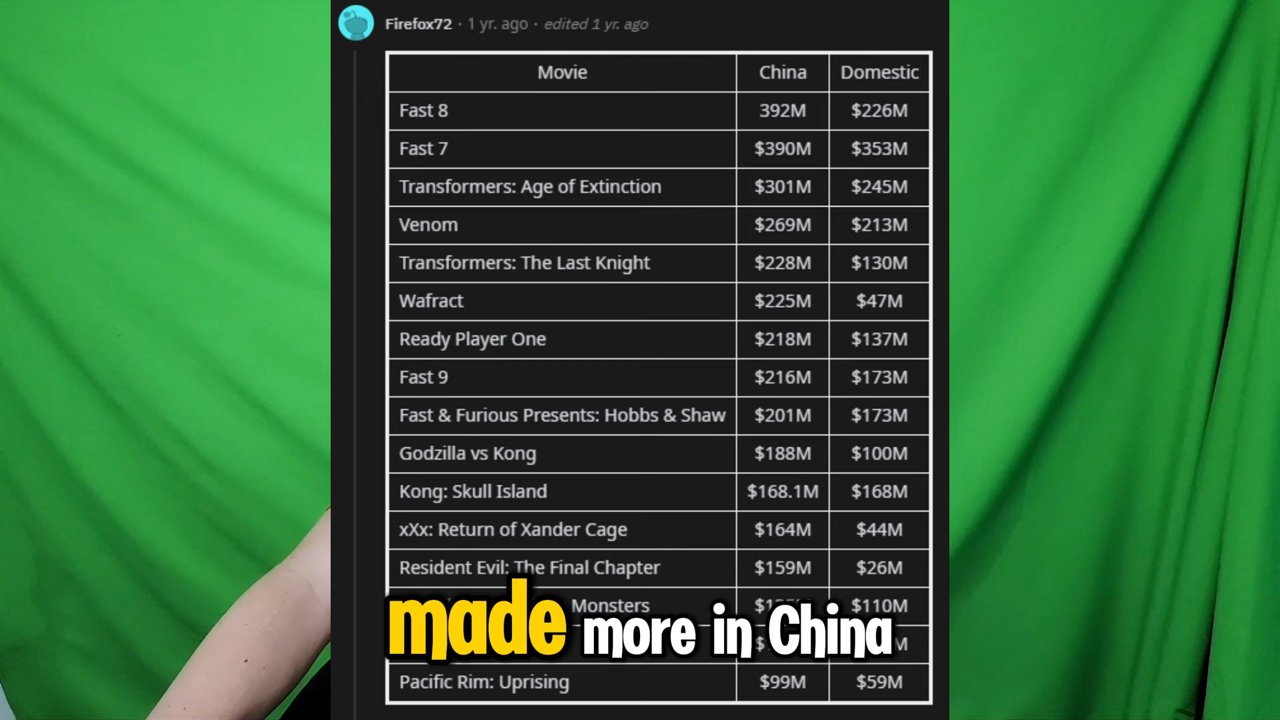 Firefox72 · 1 yr. ago · edited 1 yr. ago
Movie China Domestic
Fast 8 392M $226M
Fast 7 $390M $353M
Transformers: Age of Extinction $301M $245M
Venom $269M $213M
Transformers: The Last Knight $228M $130M
Wafract $225M $47M
Ready Player One $218M $137M
Fast 9 $216M $173M
Fast & Furious Presents: Hobbs & Shaw $201M $173M
Godzilla vs Kong $188M $100M
Kong: Skull Island $168.1M $168M
xXx: Return of Xander Cage $164M $44M
Resident Evil: The Final Chapter $159M $26M
Monsters $110M
made more in China
Pacific Rim: Uprising $99M $59M